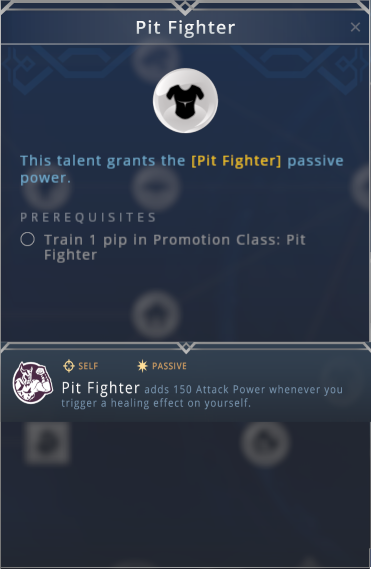 Pit Fighter
This talent grants the [Pit Fighter] passive
power.
PREREQUISITES
Train 1 pip in Promotion Class: Pit
Fighter
SELF PASSIVE
Pit Fighter adds 150 Attack Power whenever you
trigger a healing effect on yourself.